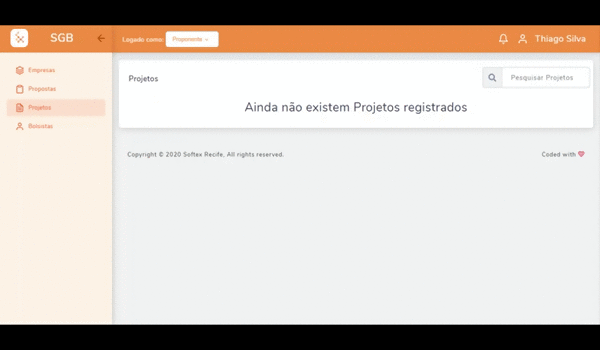 SGB
Logado como: Proponente
Thiago Silva
Empresas
Propostas
Projetos
Bolsistas
Projetos
Pesquisar Projetos
Ainda não existem Projetos registrados
Copyright © 2020 Softex Recife, All rights reserved.
Coded with